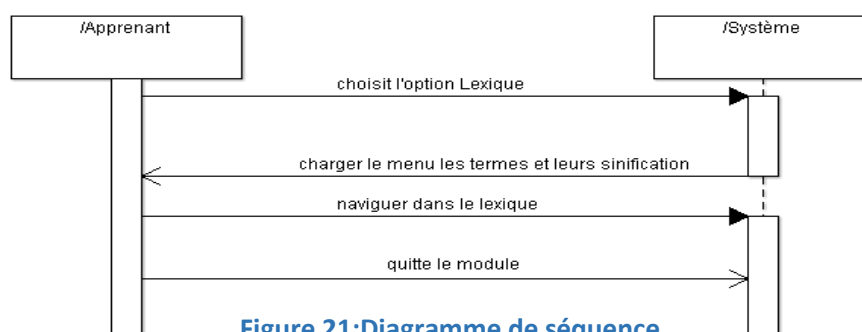 /Apprenant
/Système
choisit l'option Lexique
charger le menu les termes et leurs sinification
naviguer dans le lexique
quitte le module
Figure 21:Diagramme de séquence